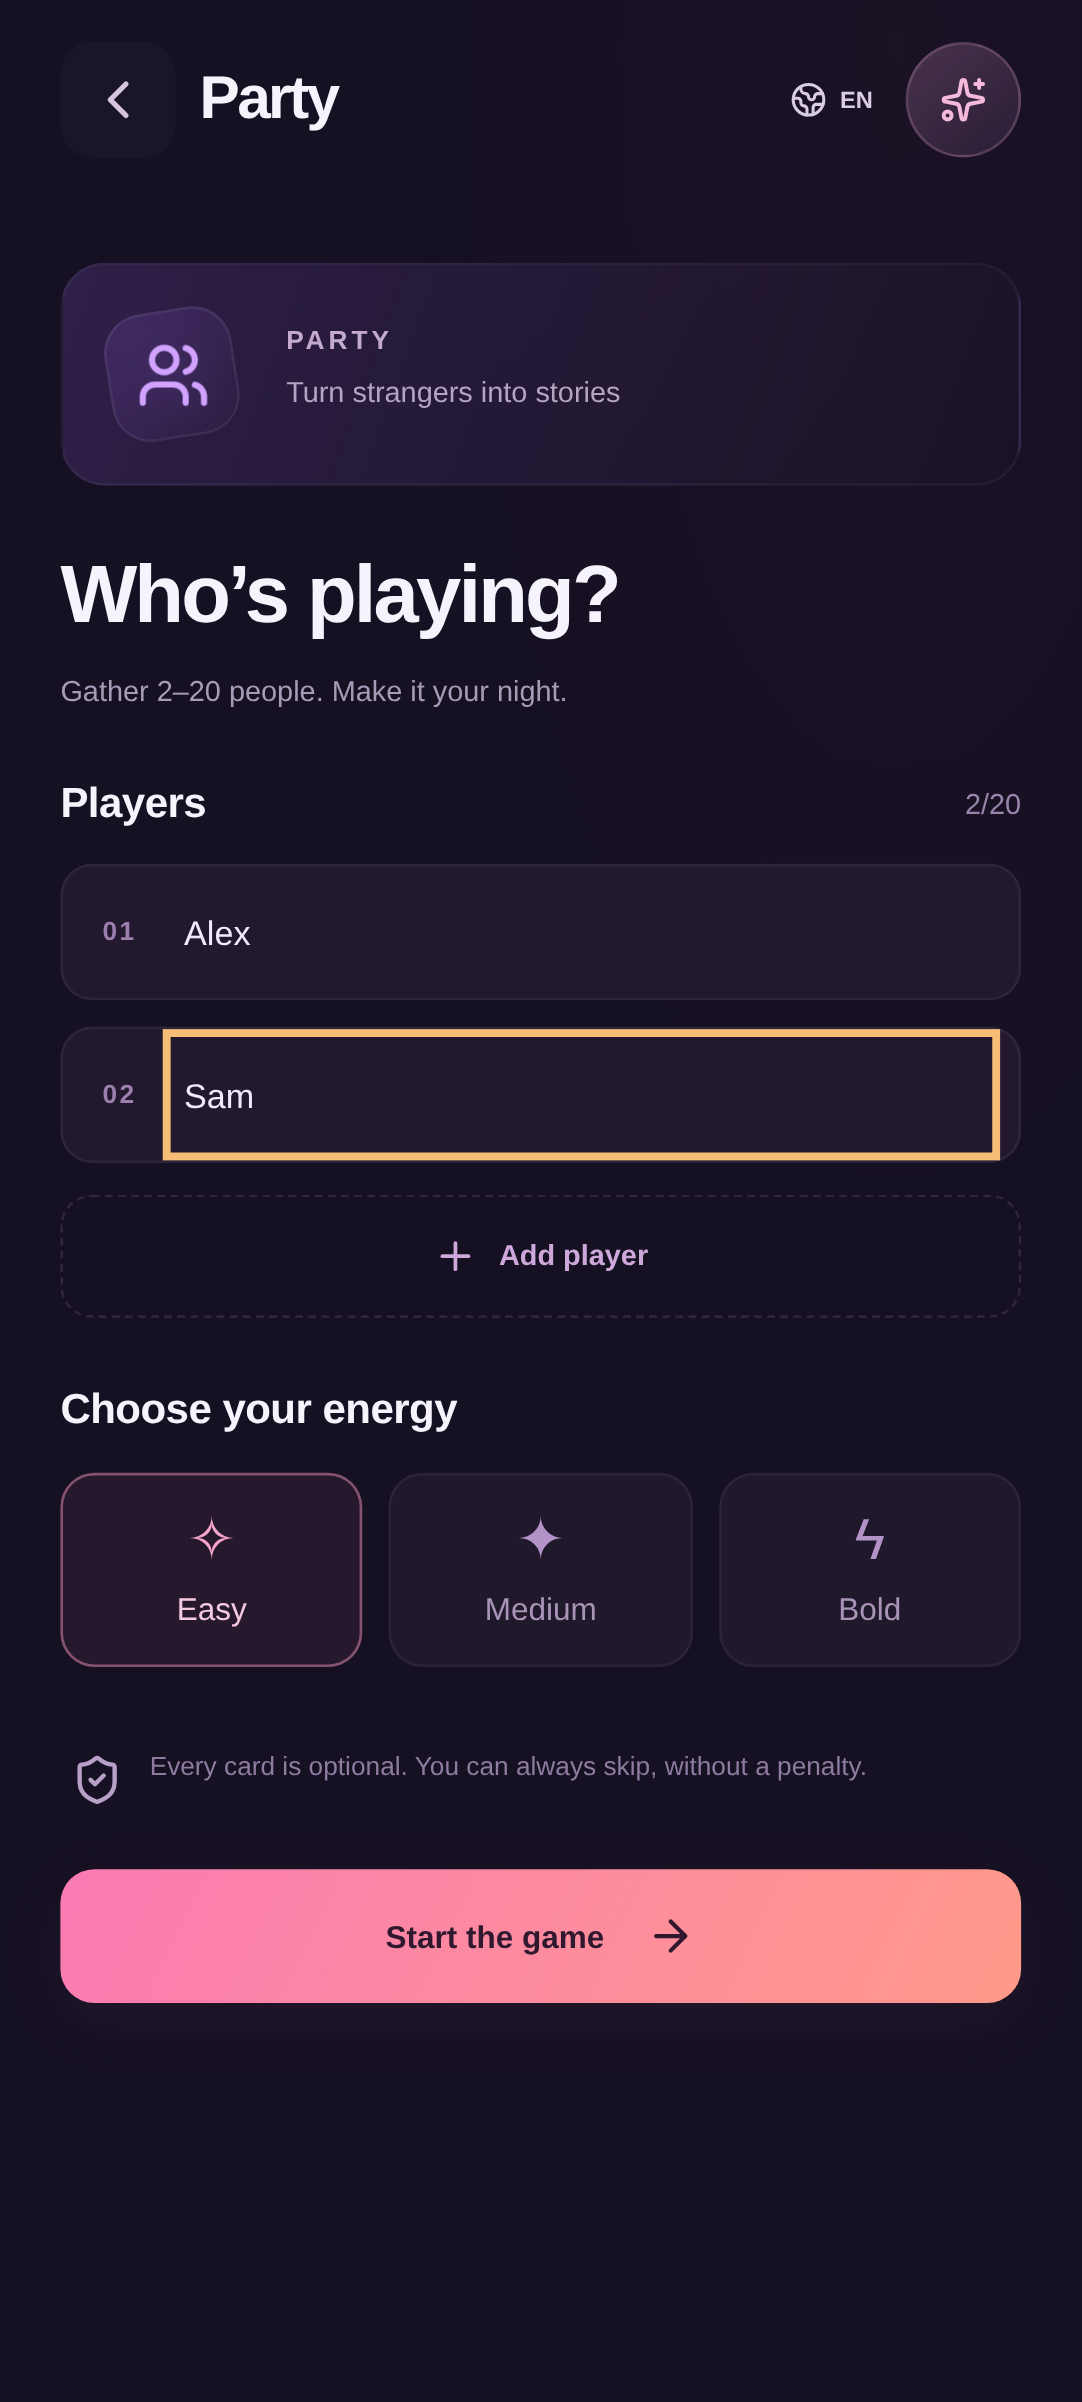 Party
EN
PARTY
Turn strangers into stories
Who’s playing?
Gather 2–20 people. Make it your night.
Players
2/20
01
Alex
02
Sam
Add player
Choose your energy
Easy
Medium
Bold
Every card is optional. You can always skip, without a penalty.
Start the game